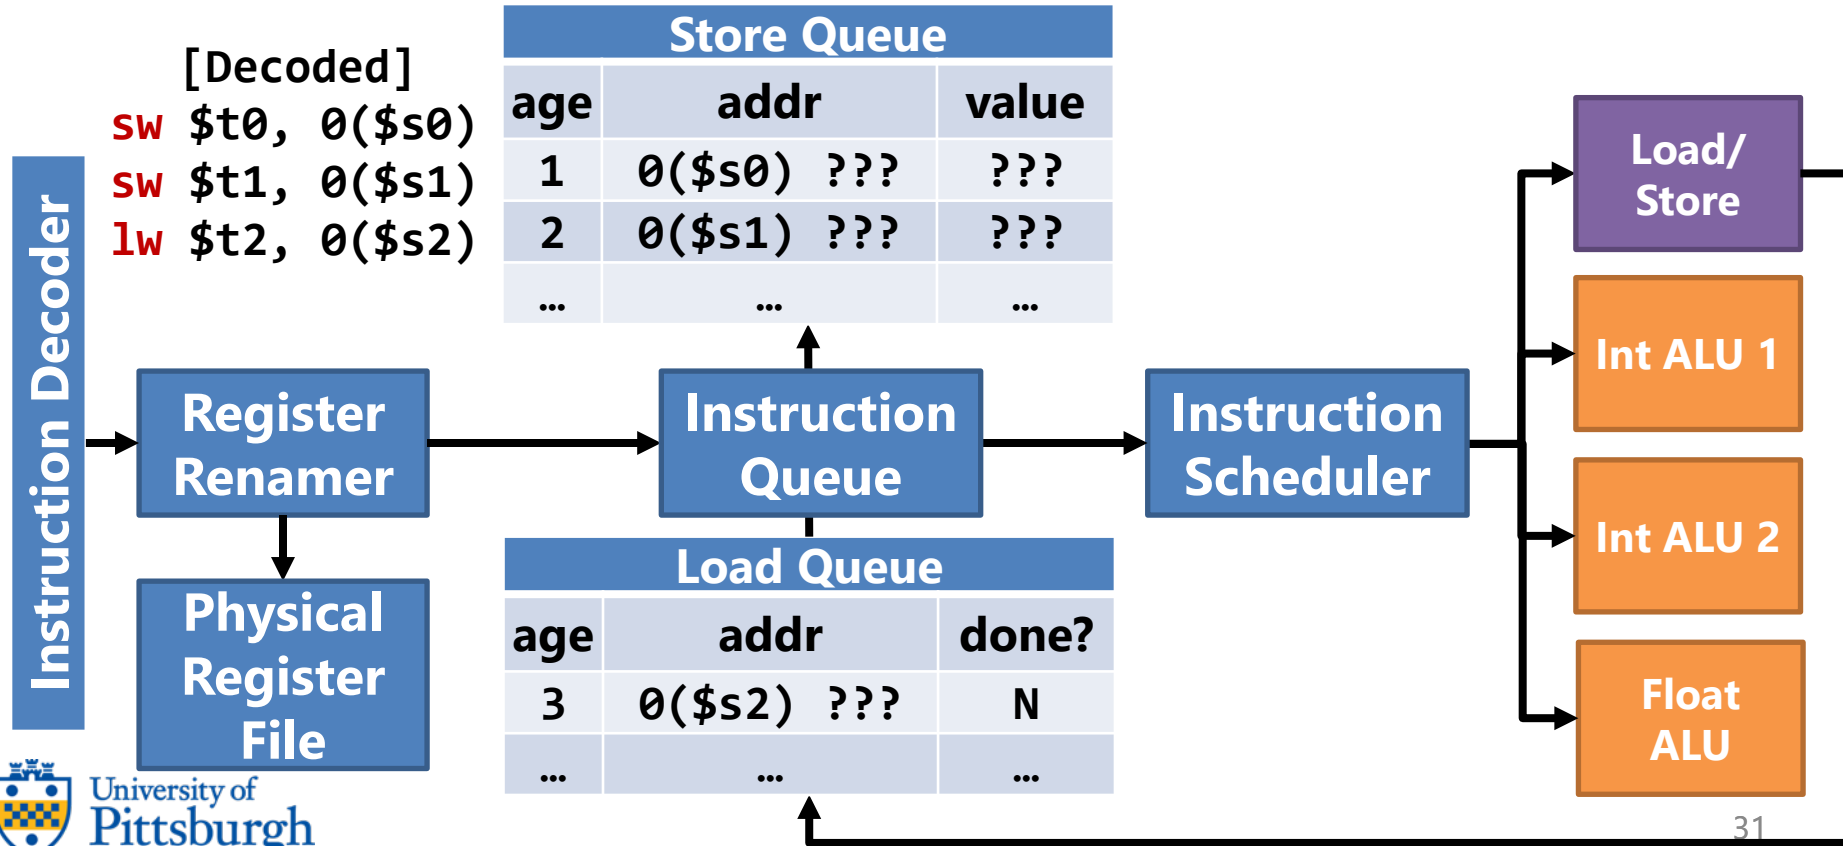 [Decoded]
sw $t0, 0($s0)
sw $t1, 0($s1)
lw $t2, 0($s2)
Instruction Decoder
Store Queue
age addr value
1 0($s0) ??? ???
2 0($s1) ??? ???
… … …
Register
Renamer
Instruction
Queue
Instruction
Scheduler
Physical
Register
File
Load Queue
age addr done?
3 0($s2) ??? N
… … …
Load/
Store
Int ALU 1
Int ALU 2
Float
ALU
University of
Pittsburgh
31